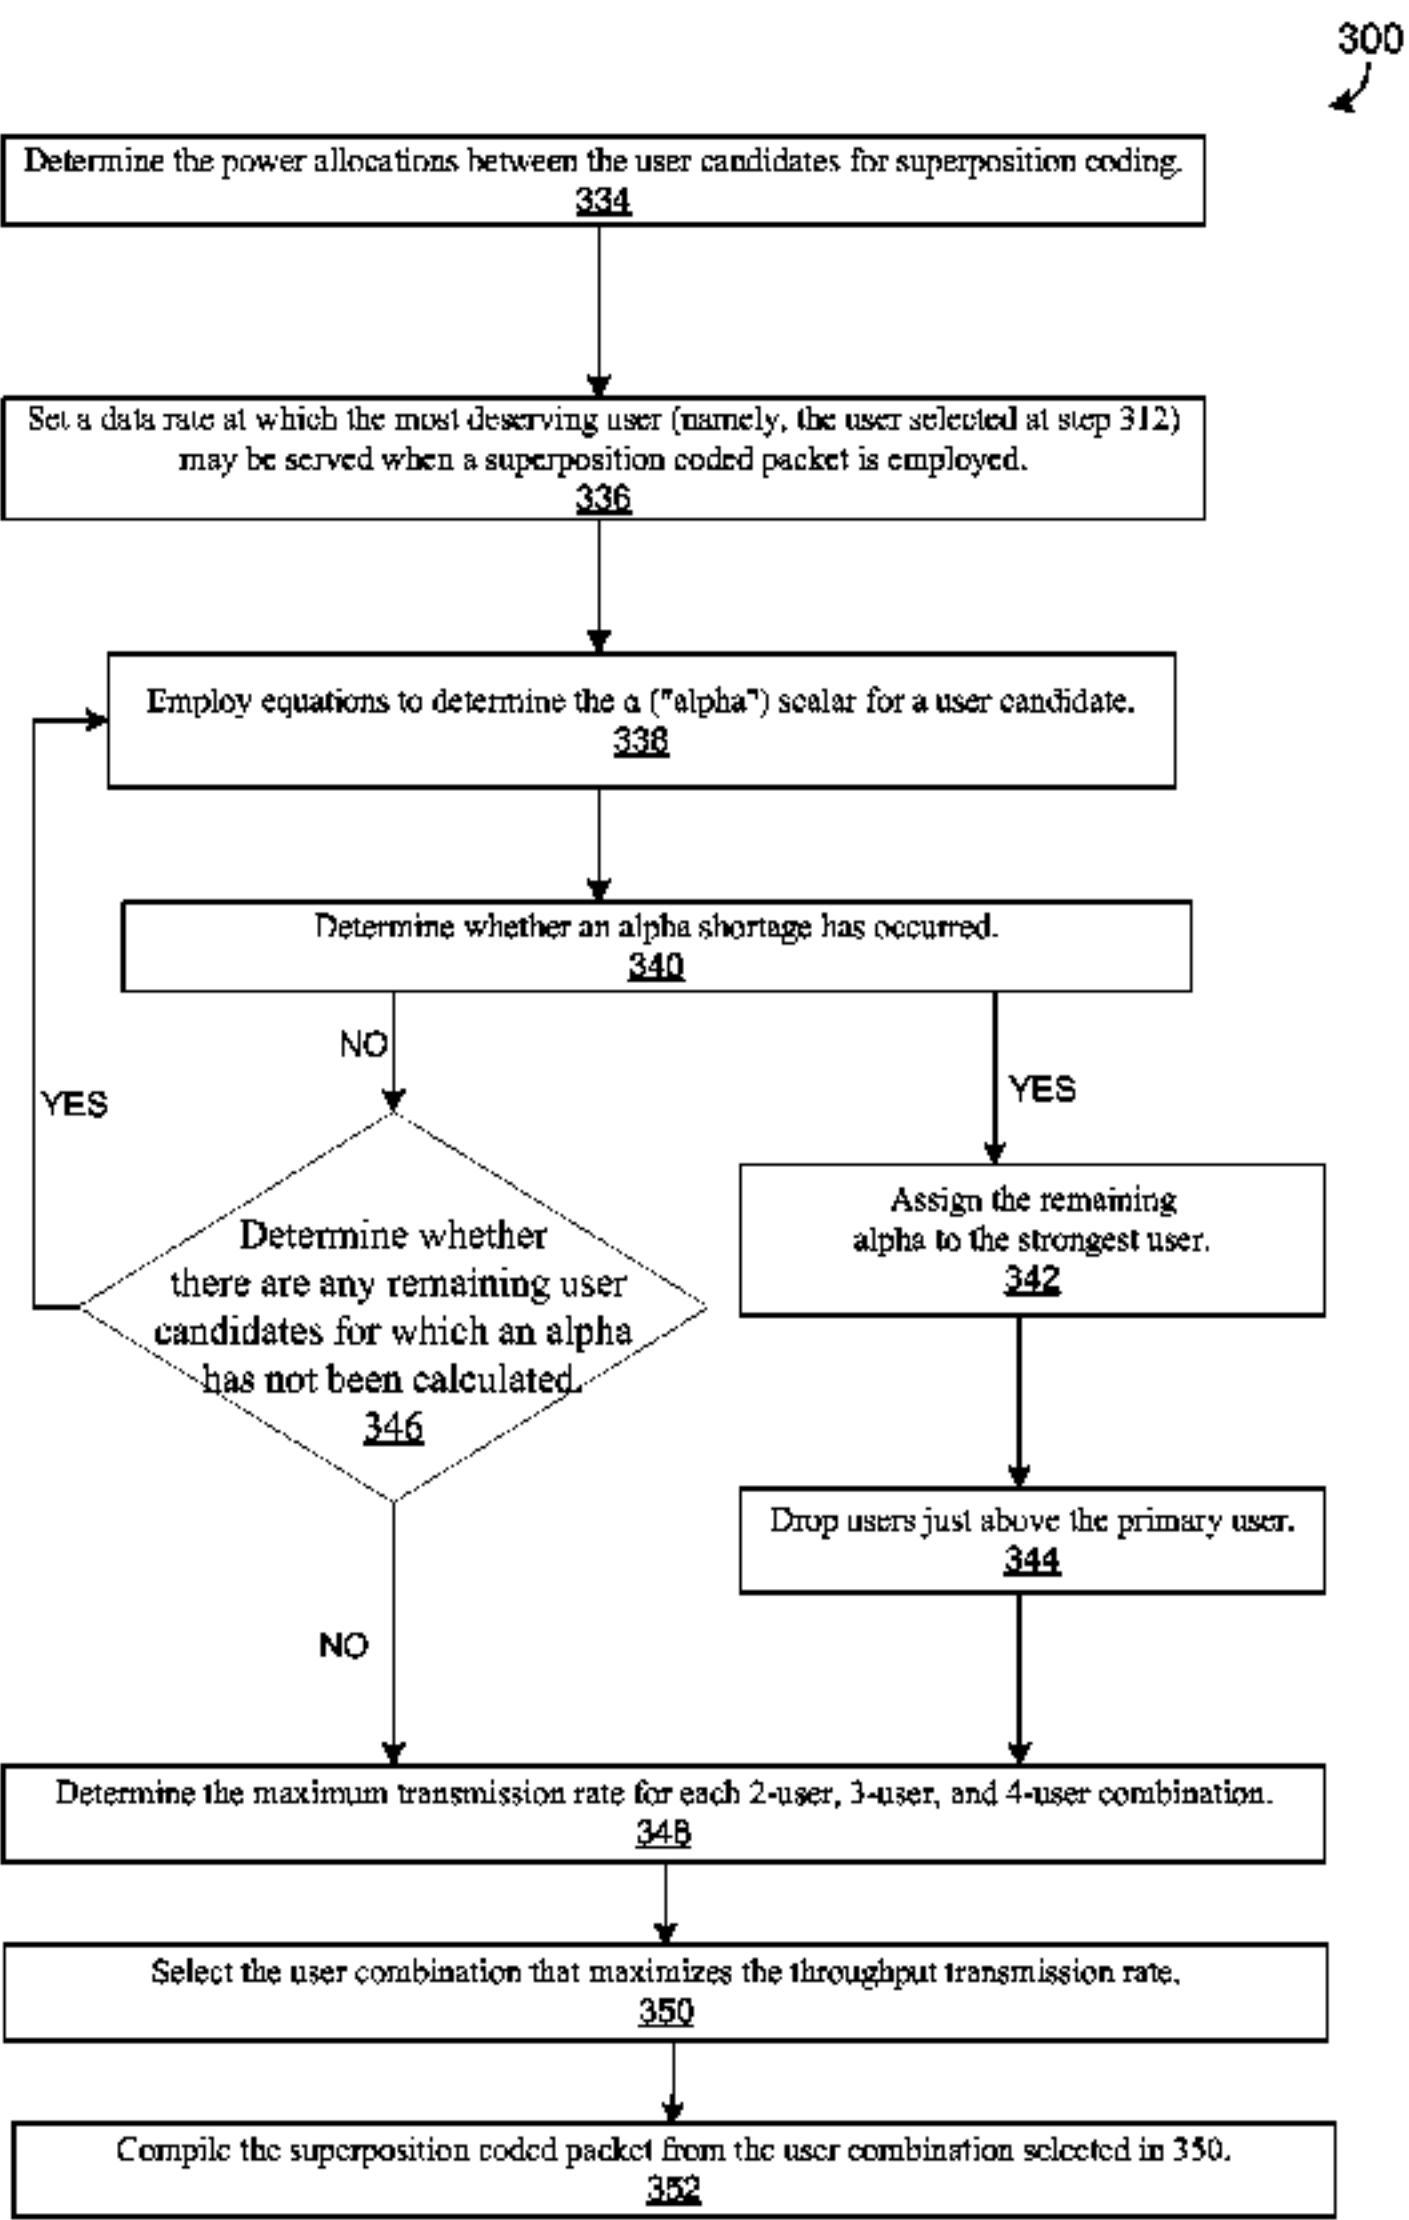 300
Determine the power allocations between the user candidates for superposition coding.
334
Set a data rate at which the most deserving user (namely, the user selected at step 312)
may be served when a superposition coded packet is employed.
336
Employ equations to determine the α ("alpha") scalar for a user candidate.
338
Determine whether an alpha shortage has occurred.
340
NO
YES
YES
Assign the remaining
alpha to the strongest user.
342
Determine whether
there are any remaining user
candidates for which an alpha
has not been calculated.
346
Drop users just above the primary user.
344
NO
Determine the maximum transmission rate for each 2-user, 3-user, and 4-user combination.
348
Select the user combination that maximizes the throughput transmission rate.
350
Compile the superposition coded packet from the user combination selected in 350.
352